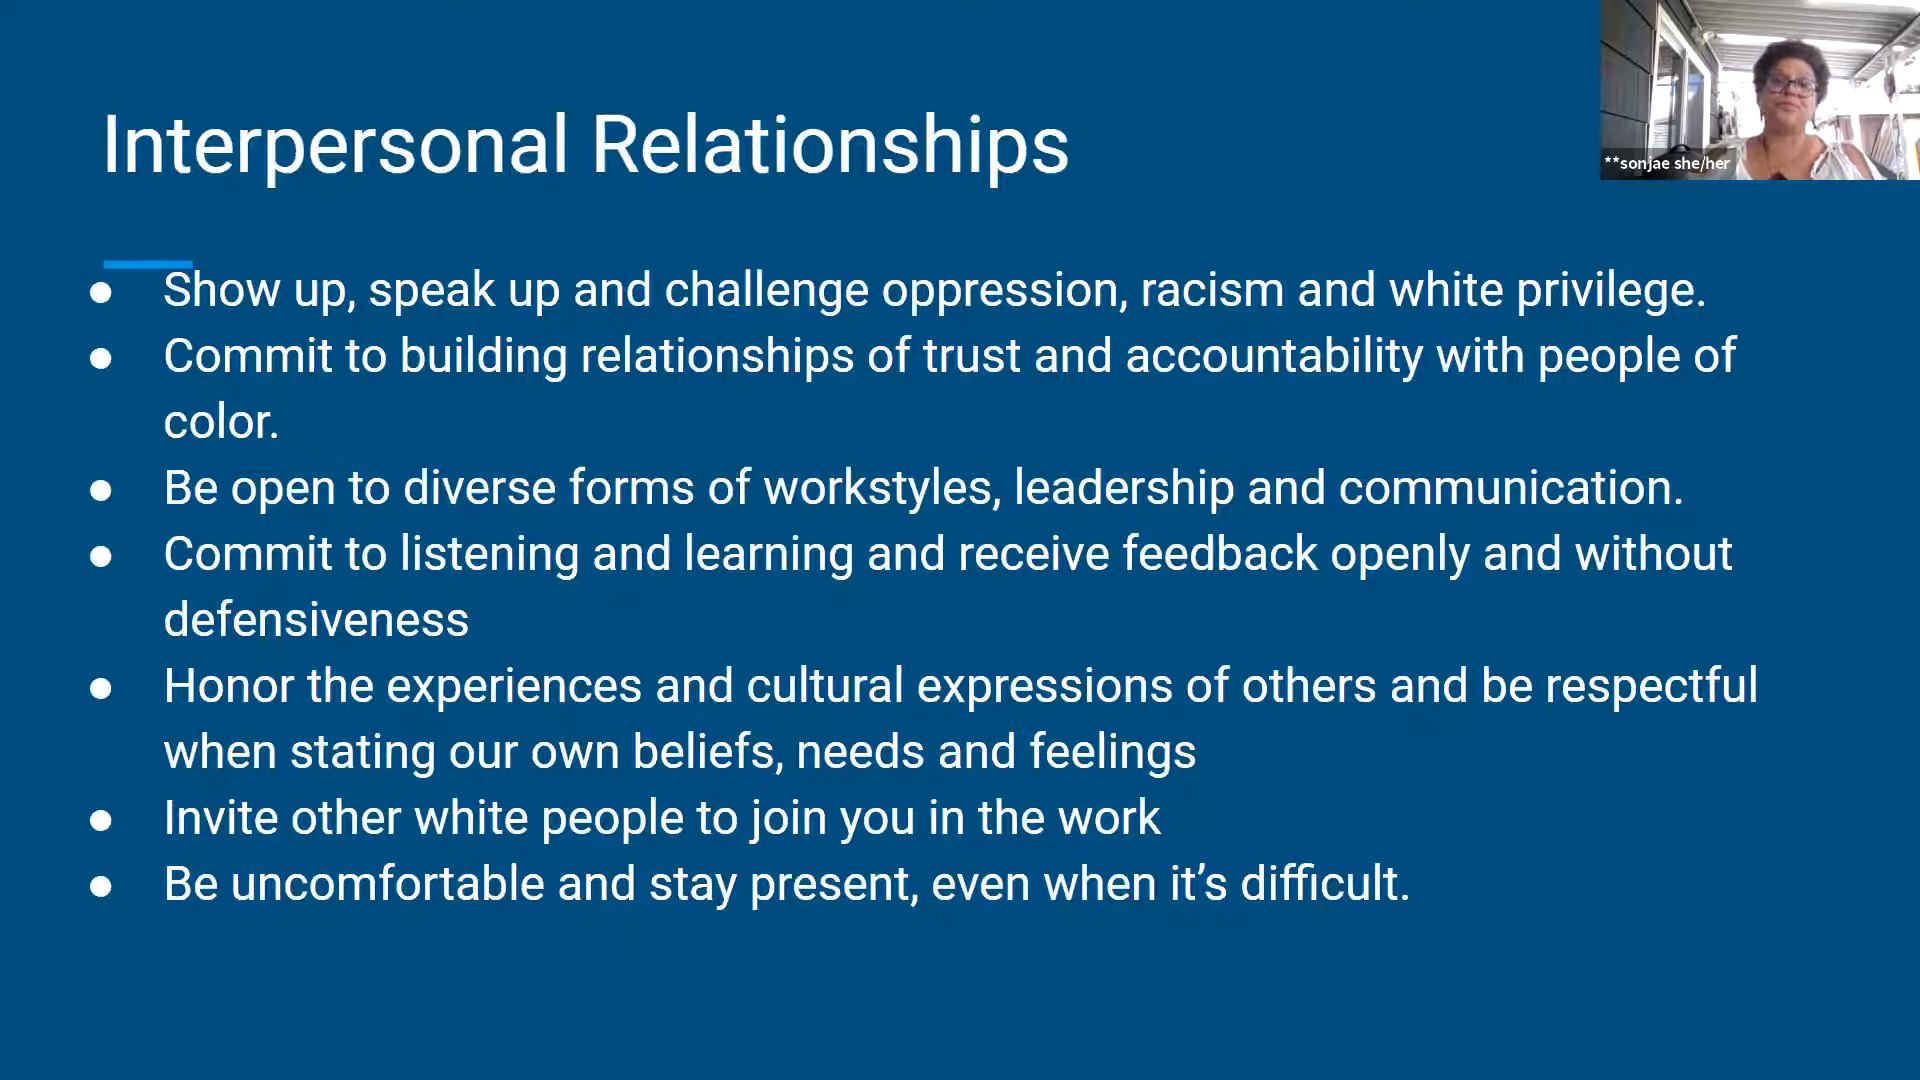 Interpersonal Relationships
**sonjae she/her
● Show up, speak up and challenge oppression, racism and white privilege.
● Commit to building relationships of trust and accountability with people of
color.
● Be open to diverse forms of workstyles, leadership and communication.
● Commit to listening and learning and receive feedback openly and without
defensiveness
● Honor the experiences and cultural expressions of others and be respectful
when stating our own beliefs, needs and feelings
● Invite other white people to join you in the work
● Be uncomfortable and stay present, even when it’s difficult.